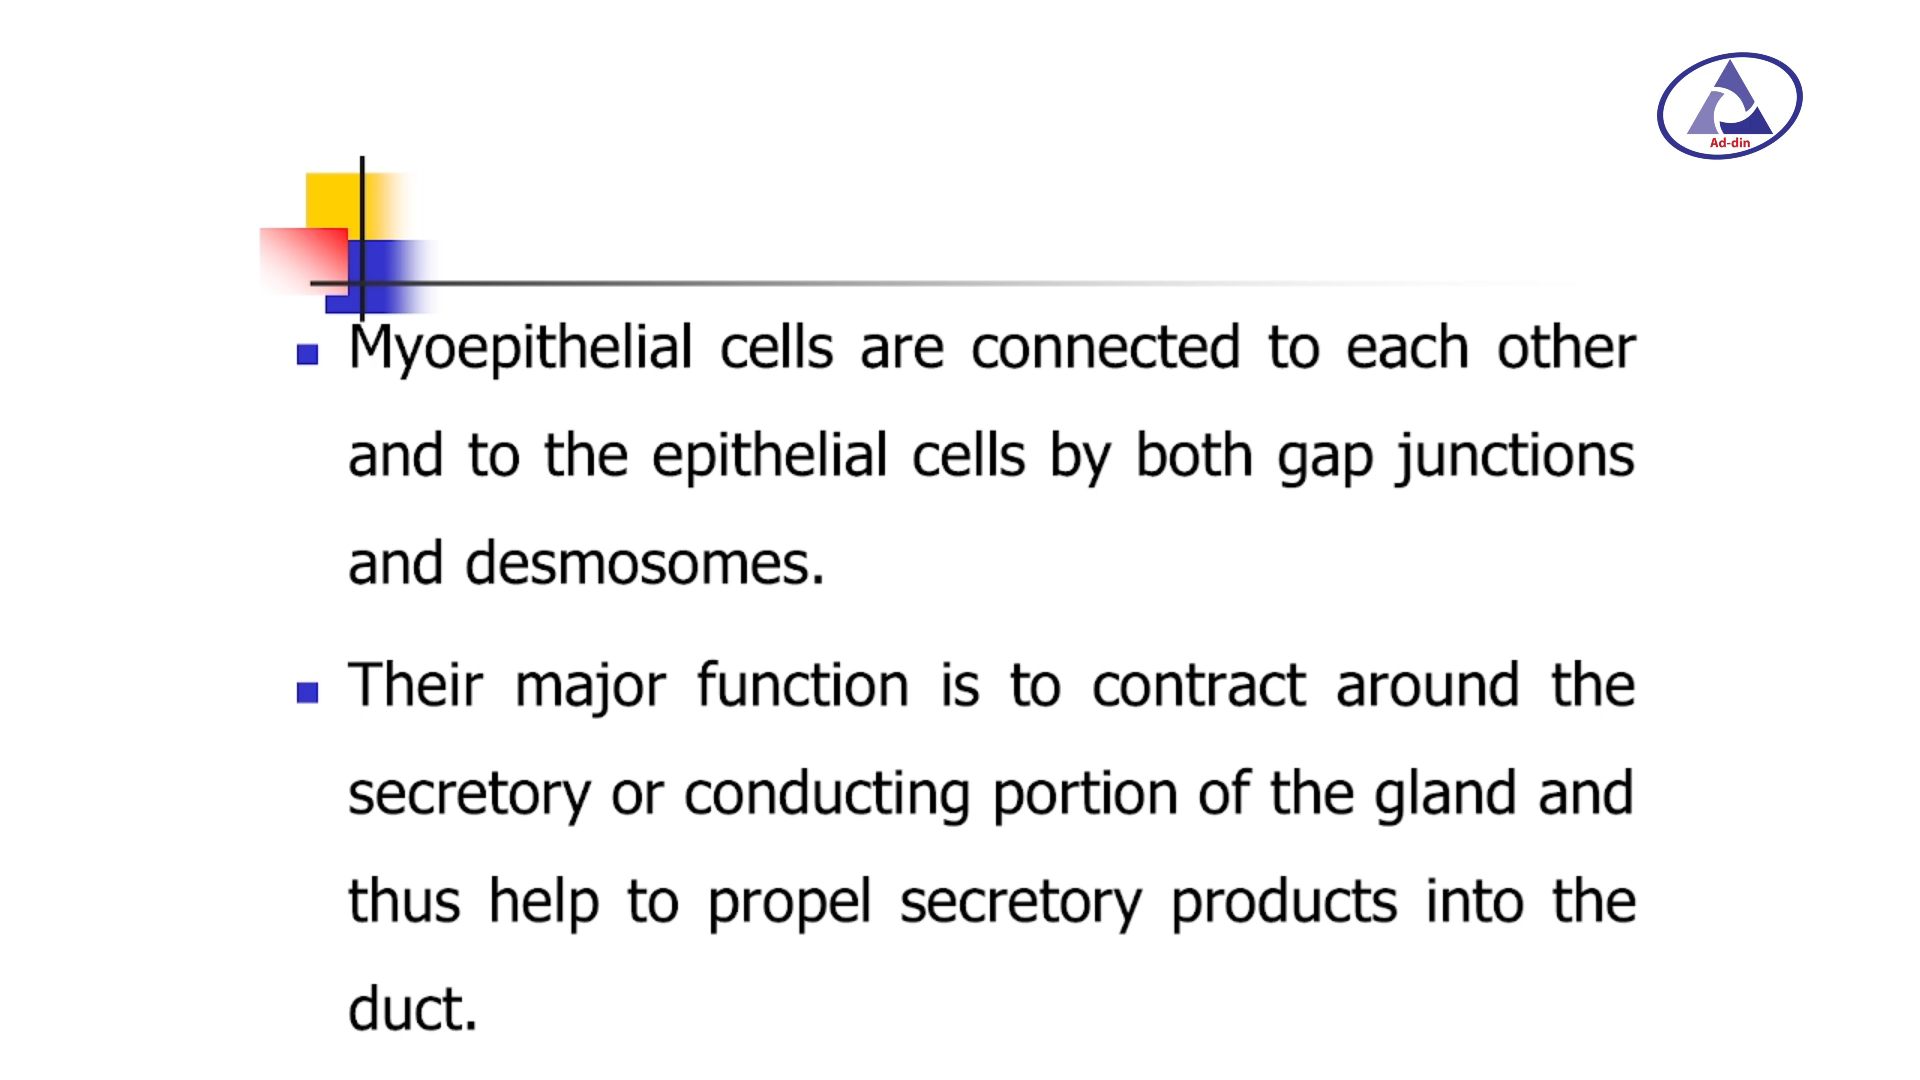 Ad-din
Myoepithelial cells are connected to each other
and to the epithelial cells by both gap junctions
and desmosomes.
Their major function is to contract around the
secretory or conducting portion of the gland and
thus help to propel secretory products into the
duct.